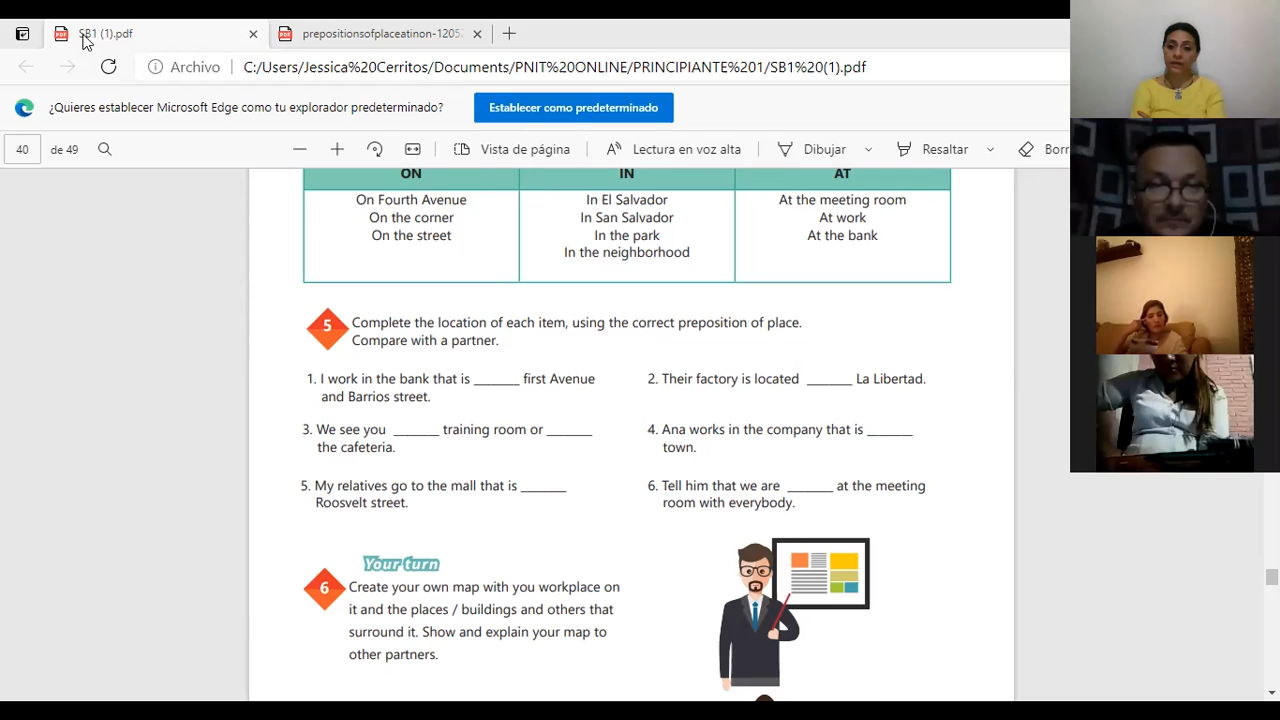 SB1 (1).pdf
prepositionsofplaceatinon-1205
Archivo C:/Users/Jessica%20Cerritos/Documents/PNIT%20ONLINE/PRINCIPIANTE%201/SB1%20(1).pdf
¿Quieres establecer Microsoft Edge como tu explorador predeterminado? Establecer como predeterminado
40 de 49 Vista de página Lectura en voz alta Dibujar Resaltar Borr
ON IN AT
On Fourth Avenue In El Salvador At the meeting room
On the corner In San Salvador At work
On the street In the park At the bank
In the neighborhood
5 Complete the location of each item, using the correct preposition of place.
Compare with a partner.
1. I work in the bank that is _______ first Avenue
and Barrios street.
2. Their factory is located _______ La Libertad.
3. We see you _______ training room or _______
the cafeteria.
4. Ana works in the company that is _______
town.
5. My relatives go to the mall that is _______
Roosvelt street.
6. Tell him that we are _______ at the meeting
room with everybody.
Your turn
6 Create your own map with you workplace on
it and the places / buildings and others that
surround it. Show and explain your map to
other partners.